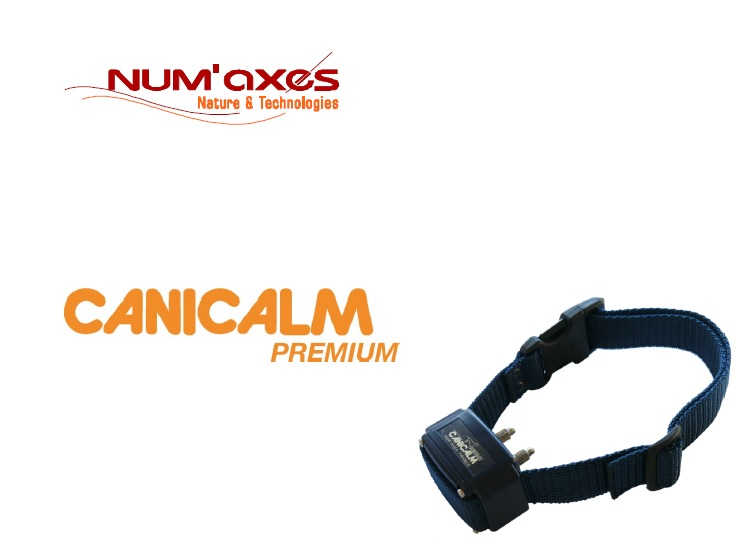 NUM'axes
Nature & Technologies
CANICALM
PREMIUM
CANICALM